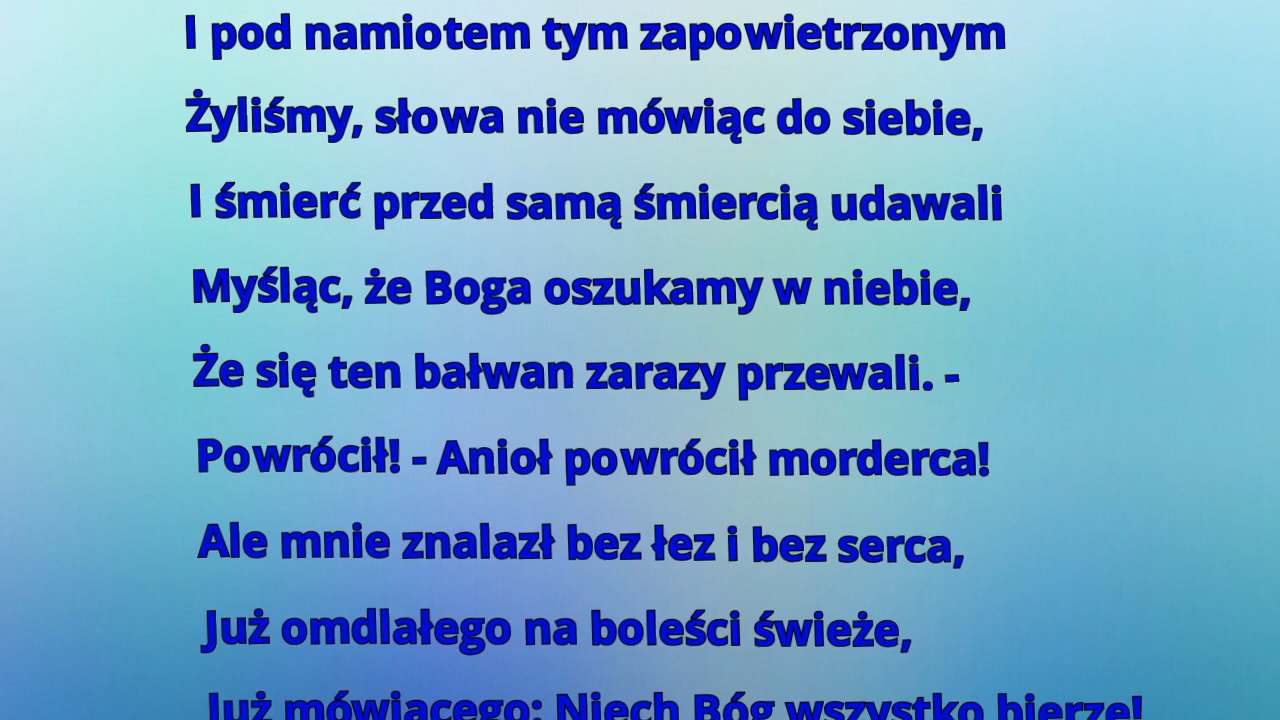 I pod namiotem tym zapowietrzonym
Żyliśmy, słowa nie mówiąc do siebie,
I śmierć przed samą śmiercią udawali
Myśląc, że Boga oszukamy w niebie,
Że się ten bałwan zarazy przewali. -
Powrócił! - Anioł powrócił morderca!
Ale mnie znalazł bez łez i bez serca,
Już omdlałego na boleści świeże,
Już mówiącego: Niech Bóg wszystko bierze!